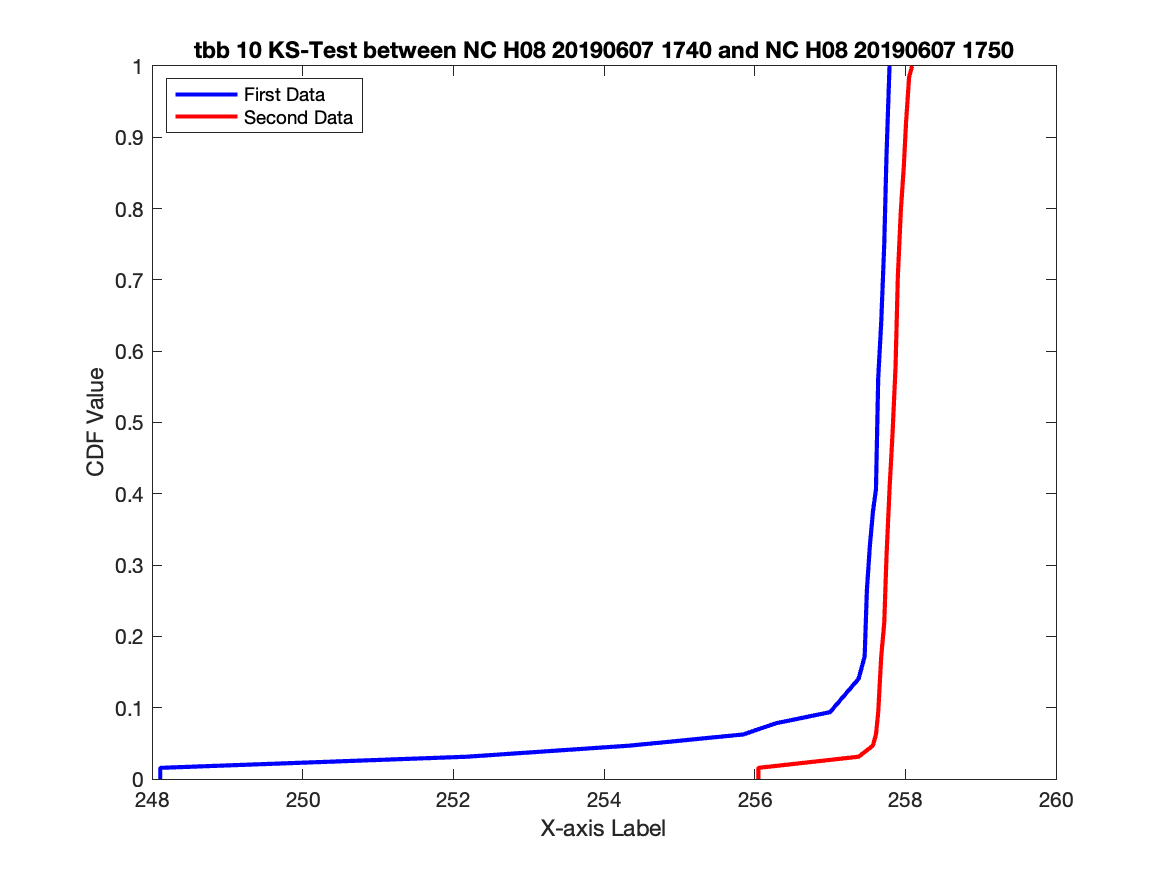 tbb 10 KS-Test between NC H08 20190607 1740 and NC H08 20190607 1750
First Data
Second Data
1
0.9
0.8
0.7
0.6
0.5
0.4
0.3
0.2
0.1
0
CDF Value
248 250 252 254 256 258 260
X-axis Label